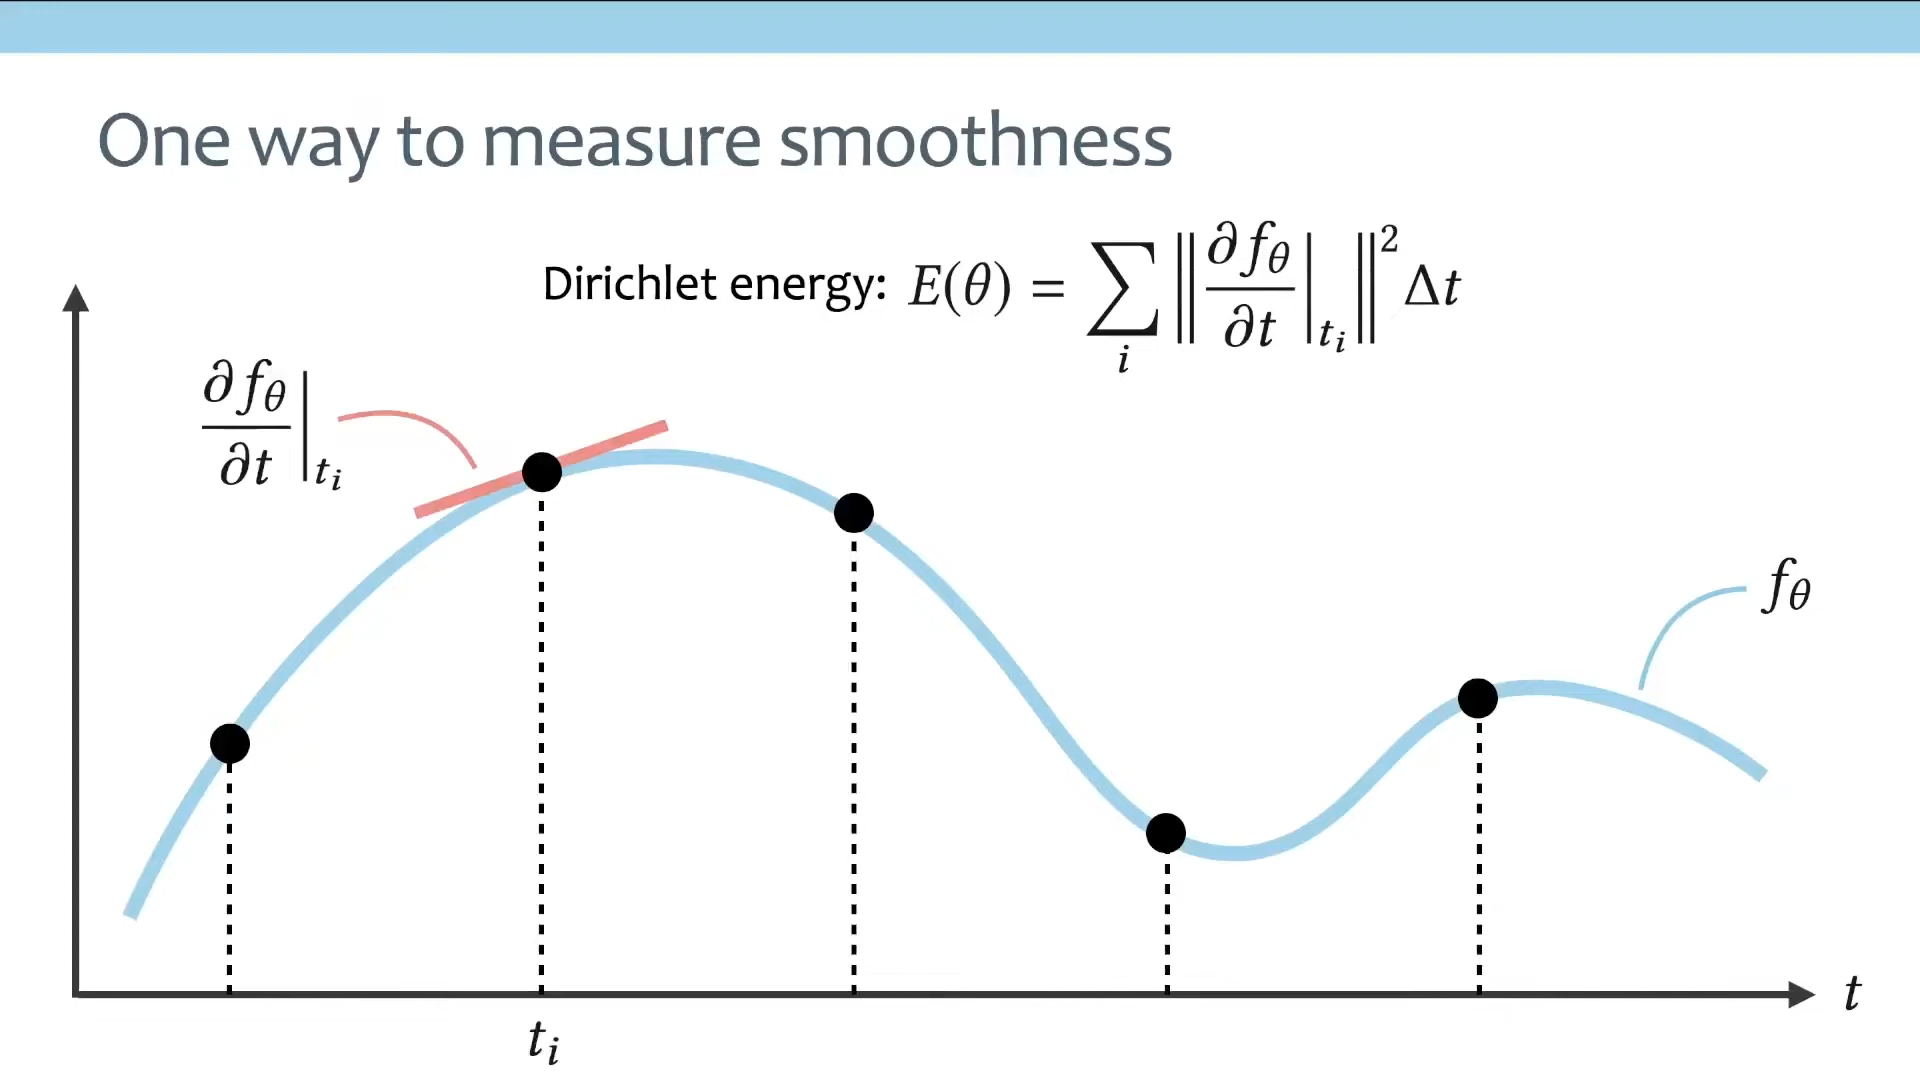 One way to measure smoothness
Dirichlet energy: E(θ) = ∑_i ‖∂f_θ/∂t |_{t_i}‖² Δt
∂f_θ/∂t |_{t_i}
f_θ
t
t_i